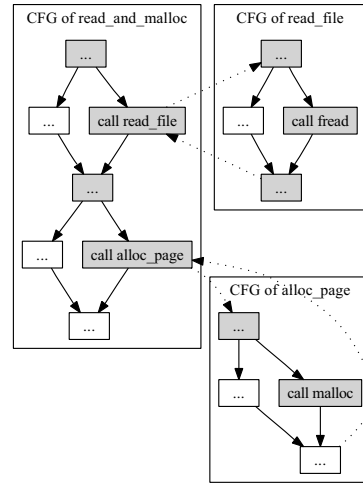 CFG of read_and_malloc
...
...
call read_file
...
...
call alloc_page
...
CFG of read_file
...
...
call fread
...
CFG of alloc_page
...
...
call malloc
...